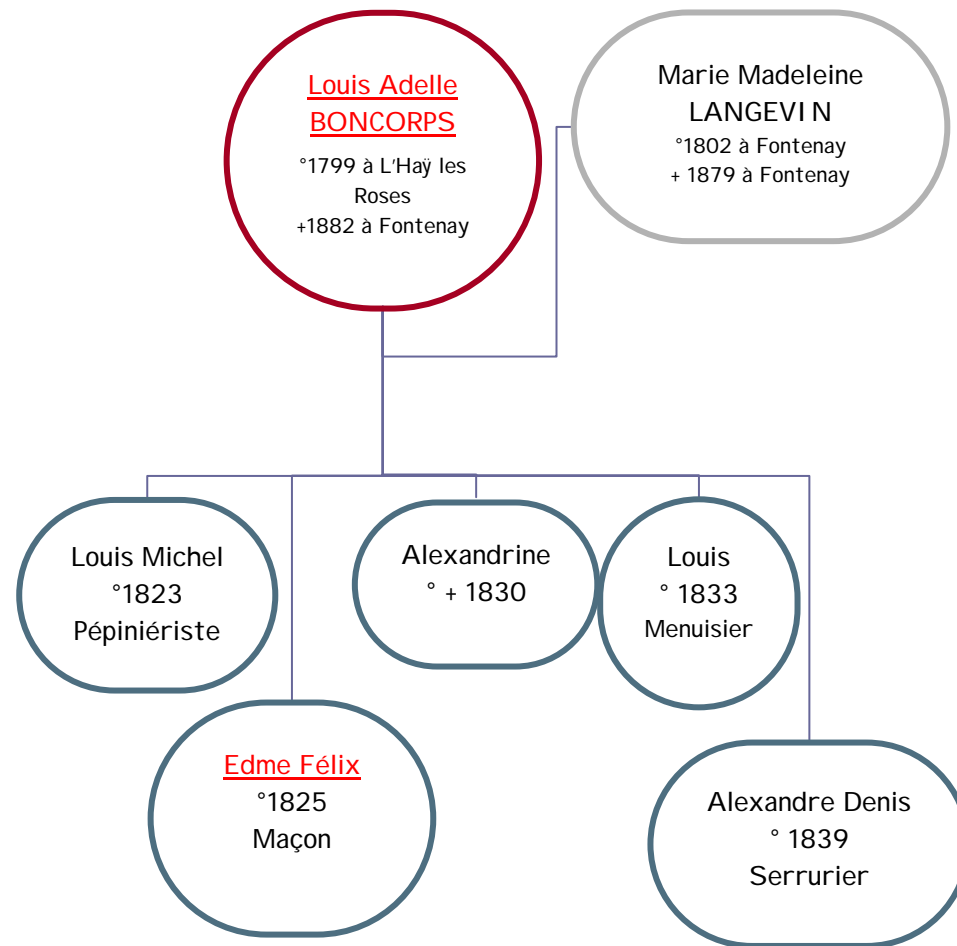 Louis Adelle
BONCORPS
°1799 à L'Haÿ les
Roses
+1882 à Fontenay
Marie Madeleine
LANGEVIN
°1802 à Fontenay
+ 1879 à Fontenay
Louis Michel
°1823
Pépiniériste
Edme Félix
°1825
Maçon
Alexandrine
° + 1830
Louis
° 1833
Menuisier
Alexandre Denis
° 1839
Serrurier